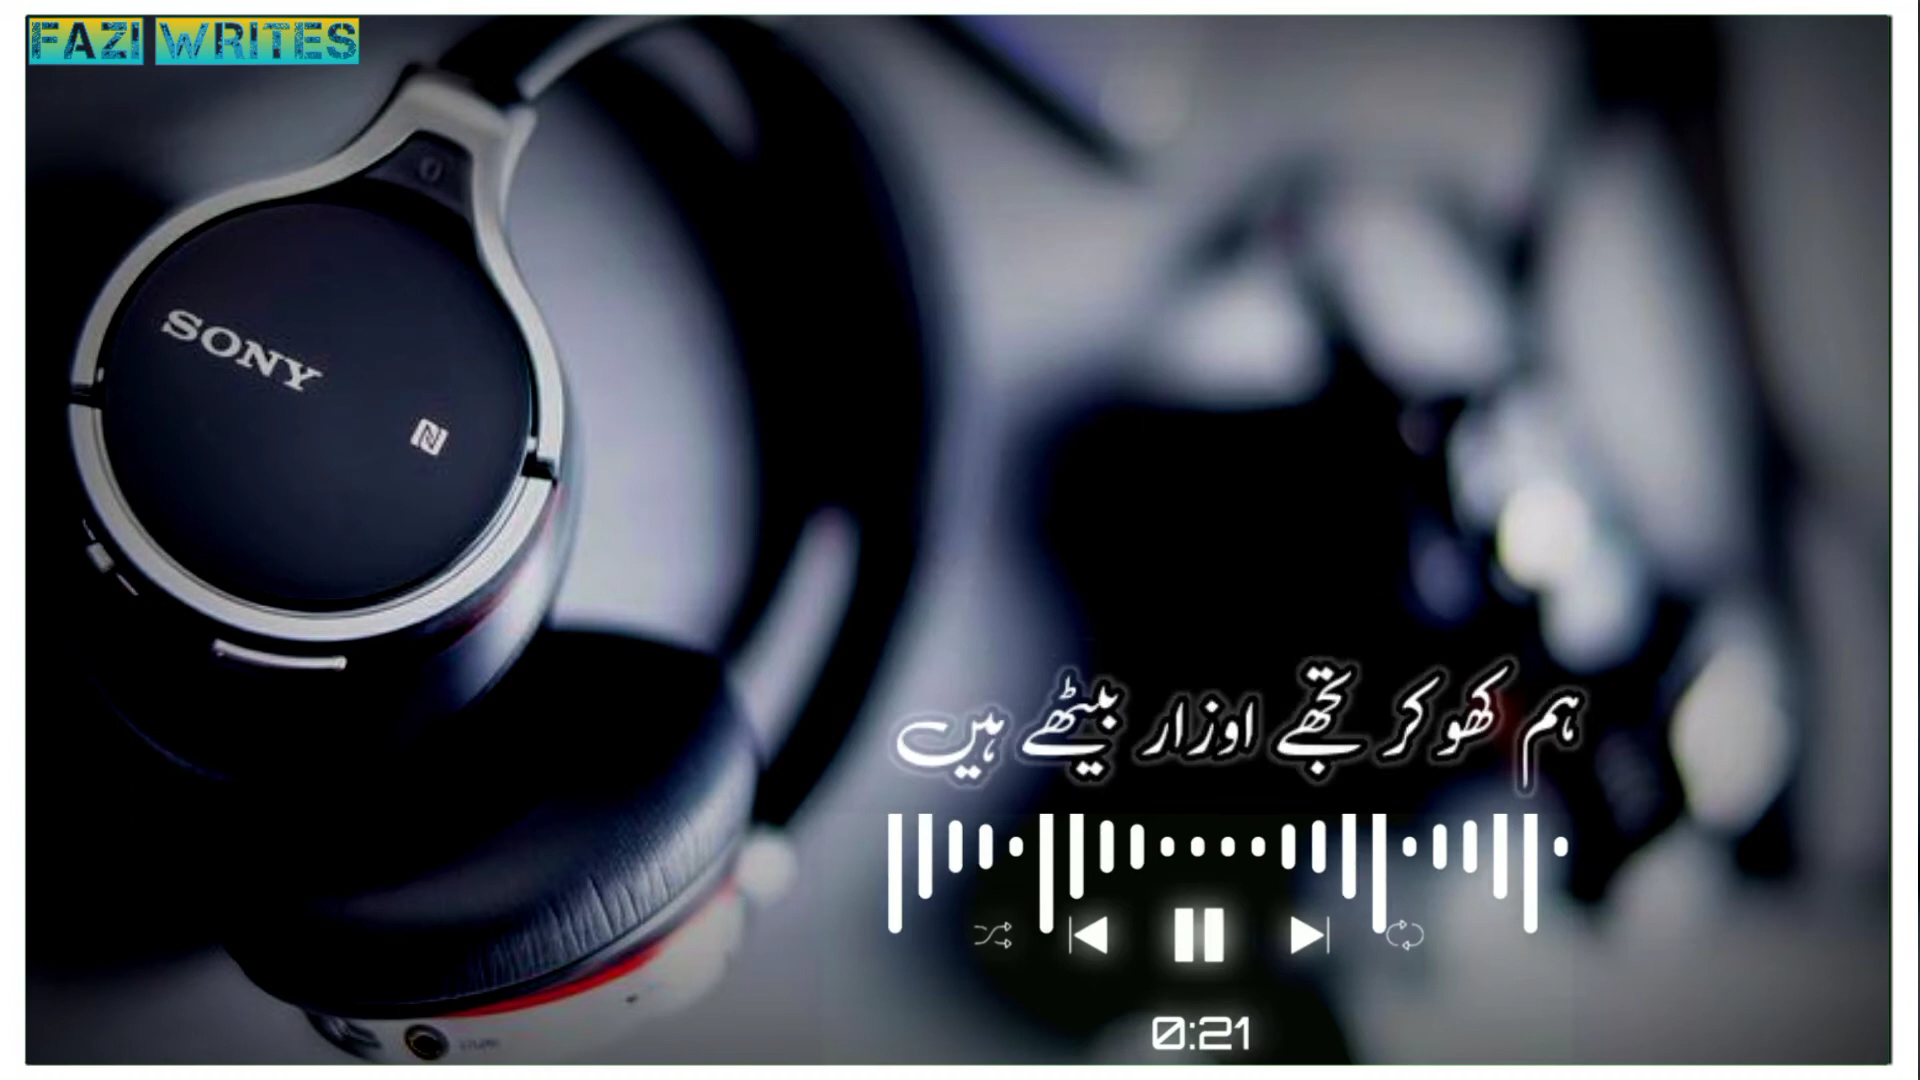 FAZI WRITES
SONY
ہم کھو کر تجھے اوزار بیٹھے ہیں
0:21